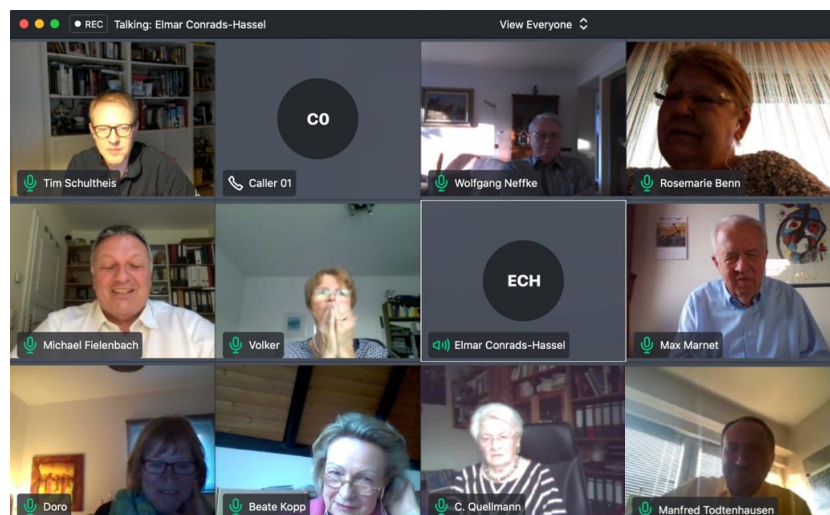 REC
Talking: Elmar Conrads-Hassel
View Everyone
Tim Schultheis
C0
Caller 01
Wolfgang Neffke
Rosemarie Benn
Michael Fielenbach
Volker
ECH
Elmar Conrads-Hassel
Max Marnet
Doro
Beate Kopp
C. Quellmann
Manfred Todtenhausen